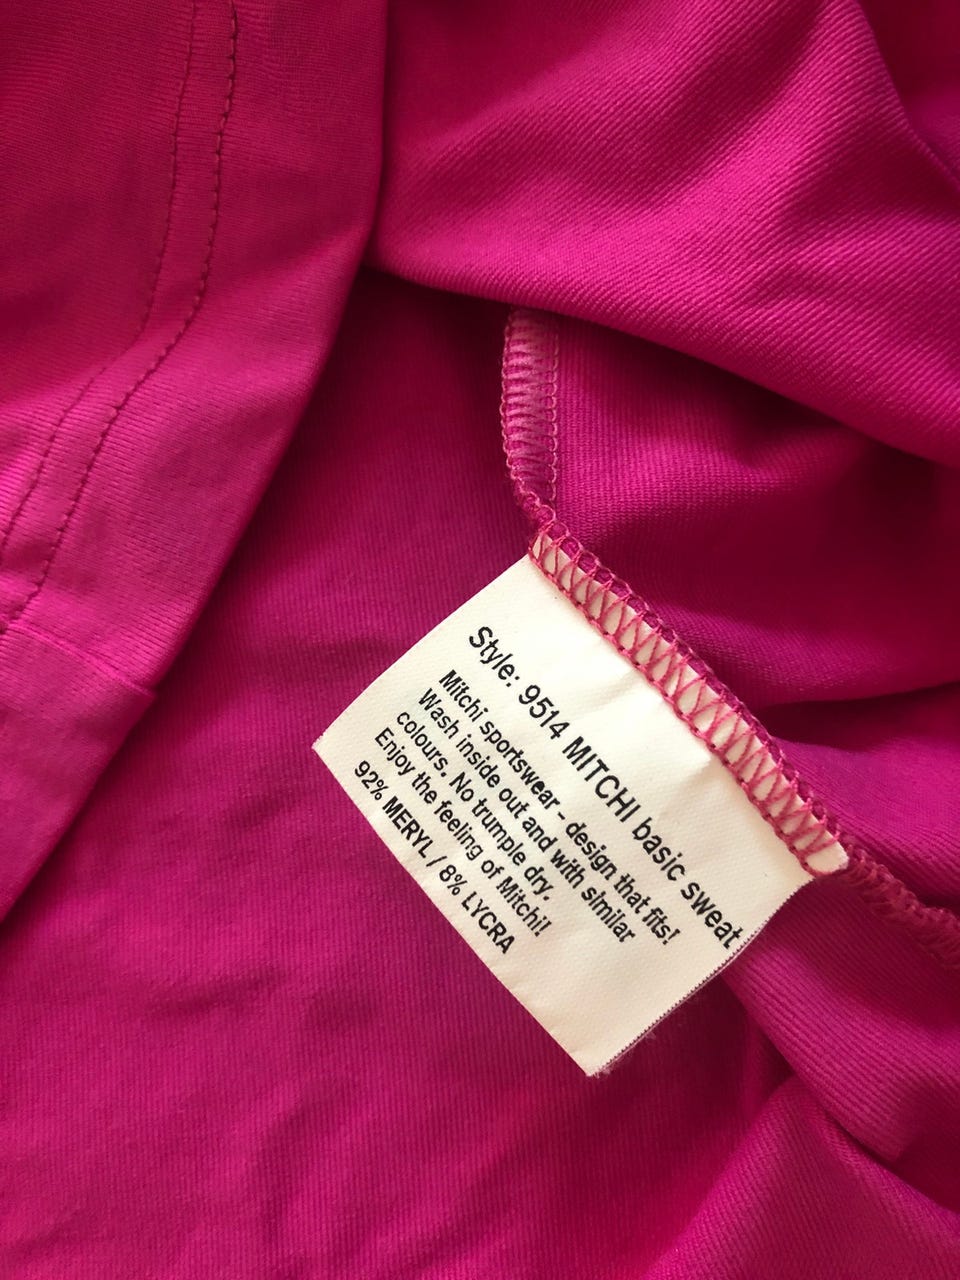 Style: 9514 MITCHI basic sweat
Mitchi sportswear - design that fits!
Wash inside out and with similar
colours. No trumple dry.
Enjoy the feeling of Mitchi!
92% MERYL / 8% LYCRA